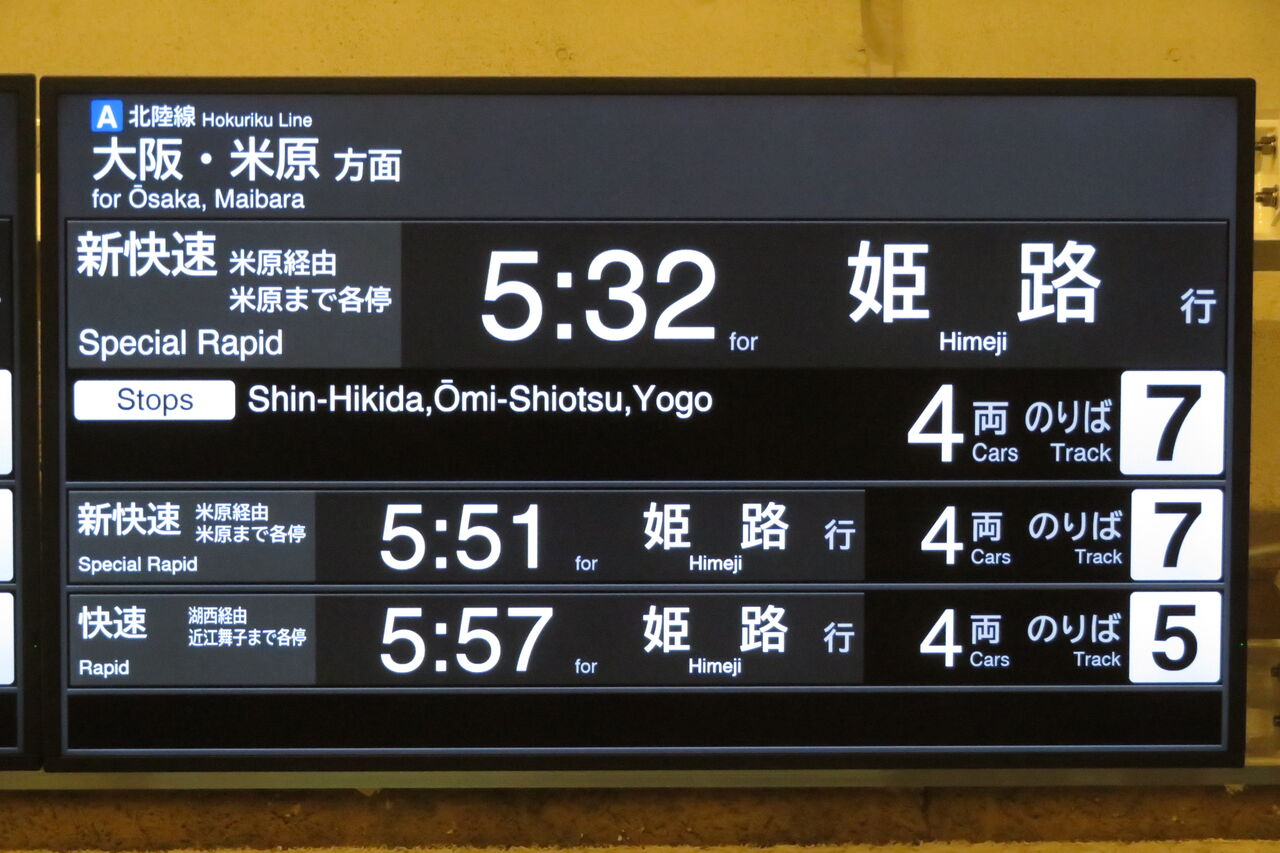 A 北陸線 Hokuriku Line
大阪・米原 方面
for Ōsaka, Maibara
新快速 米原経由
米原まで各停
Special Rapid
5:32 for
姫路 行
Himeji
Stops Shin-Hikida,Ōmi-Shiotsu,Yogo
4 両 のりば 7
Cars Track
新快速 米原経由
米原まで各停
Special Rapid
5:51 for
姫路 行
Himeji
4 両 のりば 7
Cars Track
快速 湖西経由
近江舞子まで各停
Rapid
5:57 for
姫路 行
Himeji
4 両 のりば 5
Cars Track